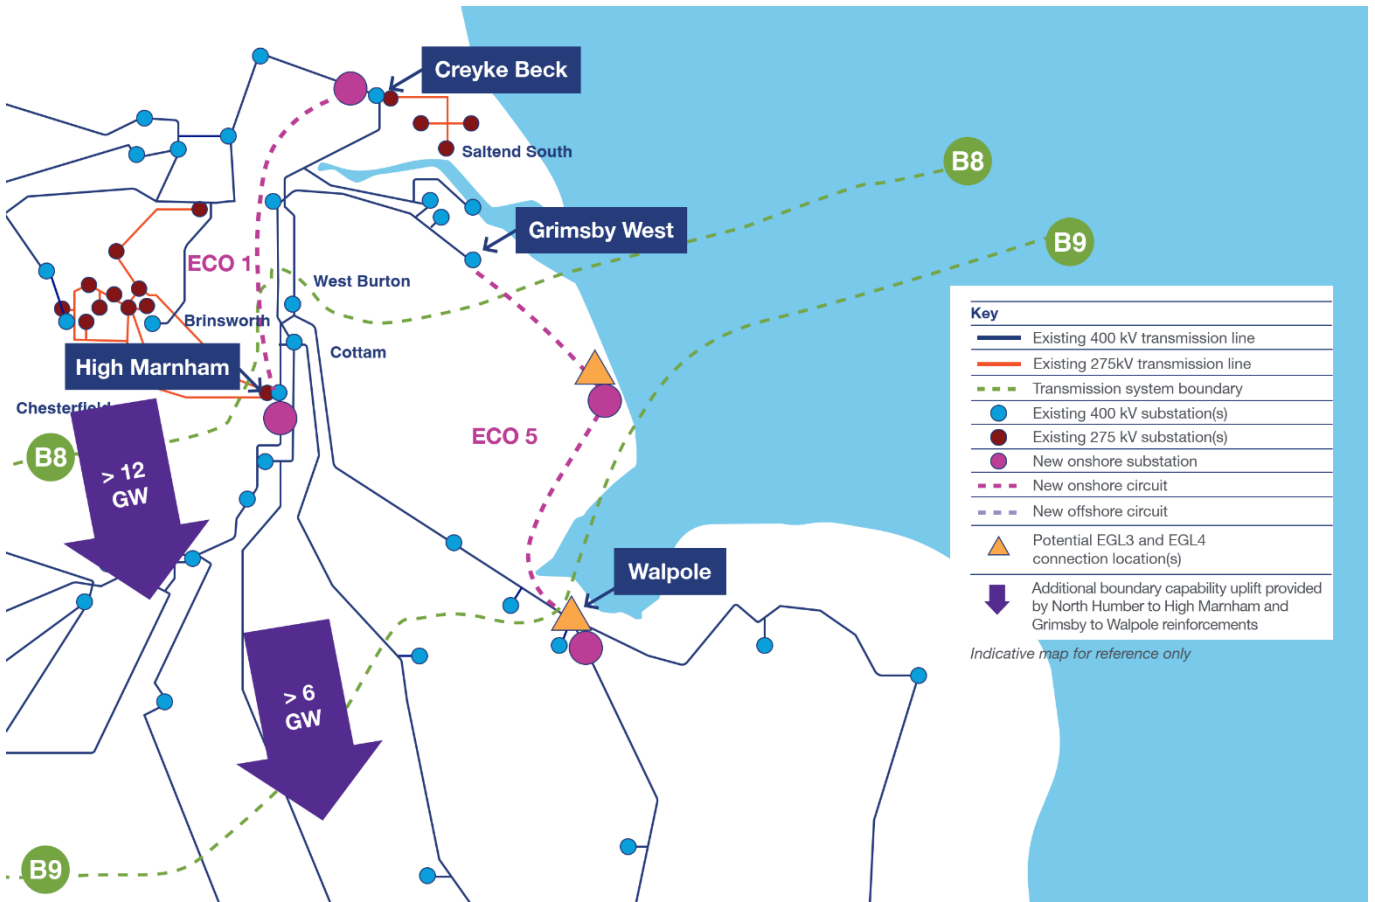 Creyke Beck
Saltend South
B8
Grimsby West
B9
ECO 1
West Burton
Brinsworth
Cottam
High Marnham
Chesterfield
ECO 5
B8
> 12
GW
Walpole
> 6
GW
B9
Key
Existing 400 kV transmission line
Existing 275kV transmission line
Transmission system boundary
Existing 400 kV substation(s)
Existing 275 kV substation(s)
New onshore substation
New onshore circuit
New offshore circuit
Potential EGL3 and EGL4
connection location(s)
Additional boundary capability uplift provided
by North Humber to High Marnham and
Grimsby to Walpole reinforcements
Indicative map for reference only